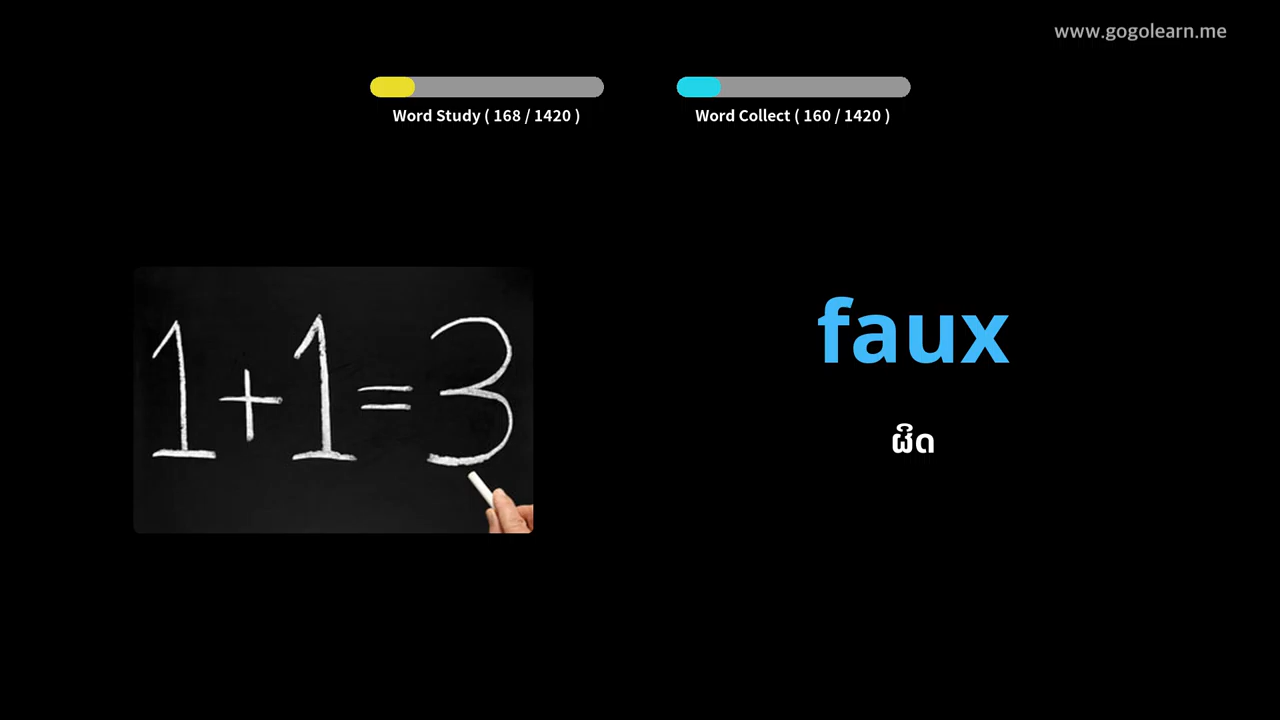 www.gogolearn.me
Word Study ( 168 / 1420 )
Word Collect ( 160 / 1420 )
1+1=3
faux
ຜິດ